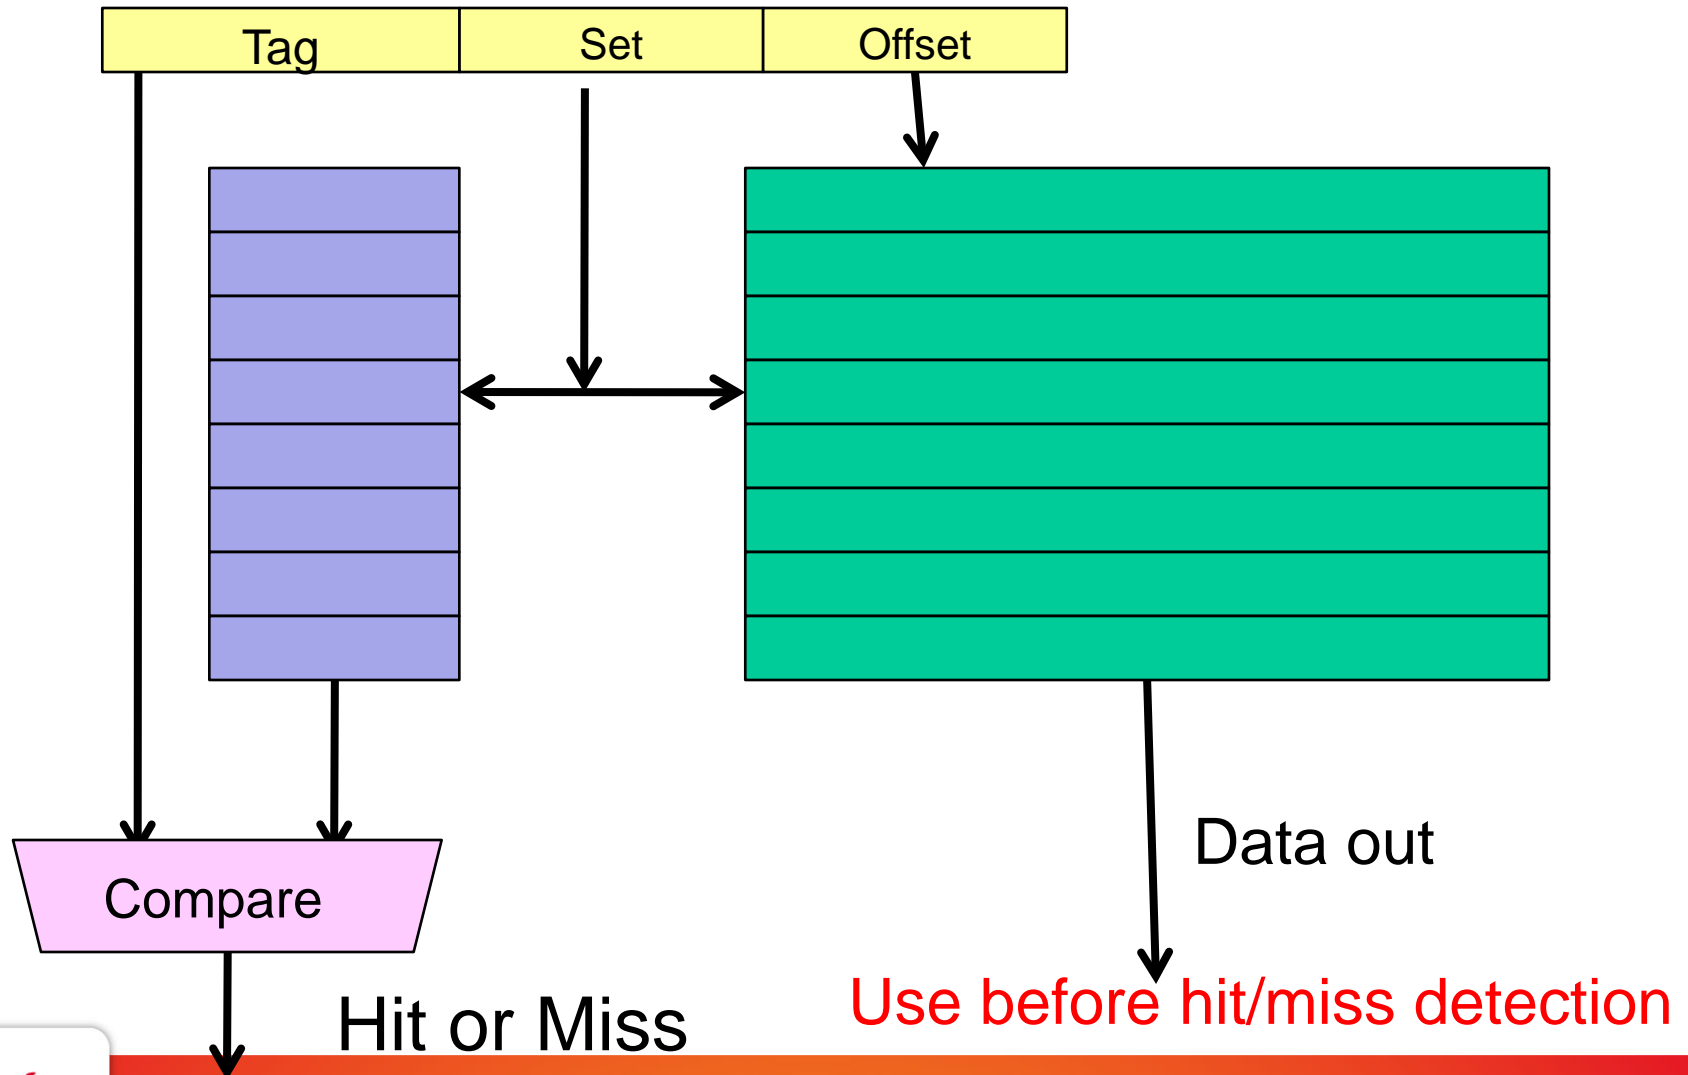 Tag
Set
Offset
Compare
Data out
Hit or Miss
Use before hit/miss detection